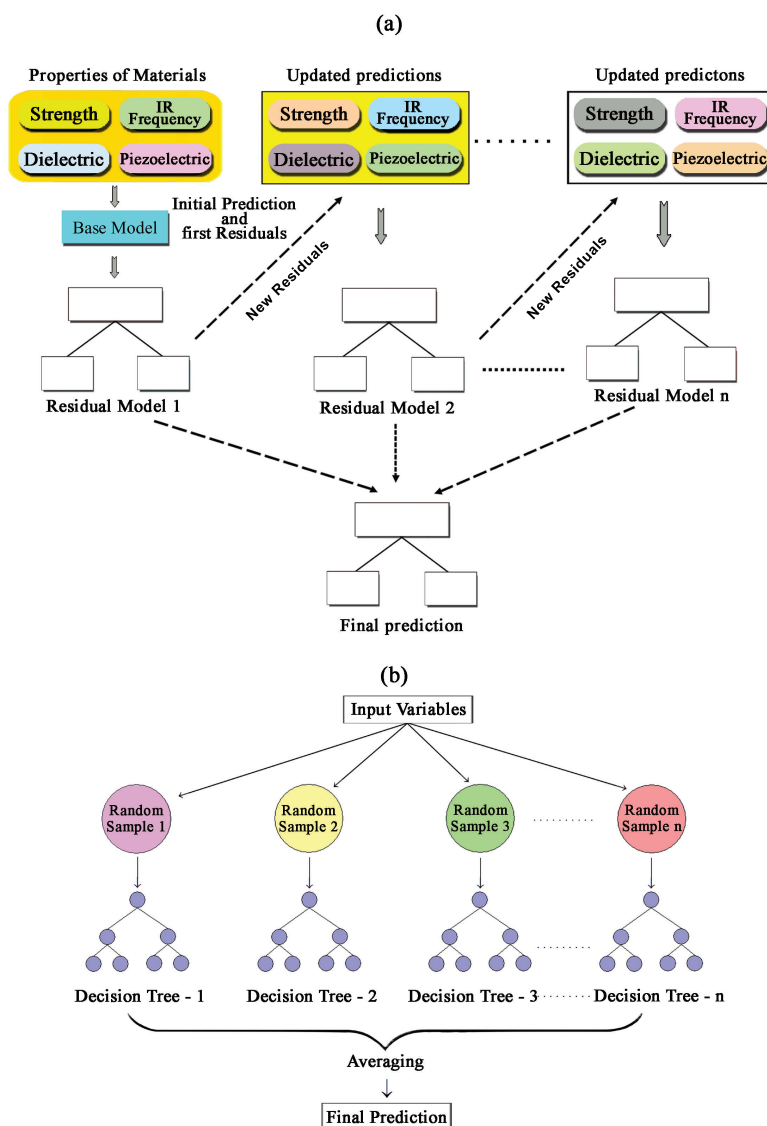 (a)
Properties of Materials
Updated predictions
Updated predictons
Strength
IR
Frequency
Dielectric
Piezoelectric
Strength
IR
Frequency
Dielectric
Piezoelectric
Strength
IR
Frequency
Dielectric
Piezoelectric
Base Model
Initial Prediction
and
first Residuals
New Residuals
New Residuals
Residual Model 1
Residual Model 2
Residual Model n
Final prediction
(b)
Input Variables
Random
Sample 1
Random
Sample 2
Random
Sample 3
Random
Sample n
Decision Tree - 1
Decision Tree - 2
Decision Tree - 3
Decision Tree - n
Averaging
Final Prediction